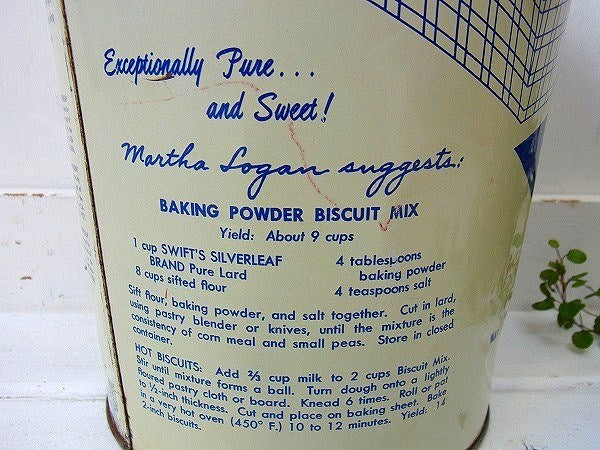 Exceptionally Pure...
and Sweet!
Martha Logan suggests:
BAKING POWDER BISCUIT MIX
Yield: About 9 cups
1 cup SWIFT'S SILVERLEAF
BRAND Pure Lard
8 cups sifted flour
4 tablespoons
baking powder
4 teaspoons salt
Sift flour, baking powder, and salt together. Cut in lard,
using pastry blender or knives, until the mixture is the
consistency of corn meal and small peas. Store in closed
container.
HOT BISCUITS: Add ⅔ cup milk to 2 cups Biscuit Mix.
Stir until mixture forms a ball. Turn dough onto a lightly
floured pastry cloth or board. Knead 6 times. Roll or pat
to ½-inch thickness. Cut and place on baking sheet. Bake
in a very hot oven (450° F.) 10 to 12 minutes. Yield: 14
2-inch biscuits.